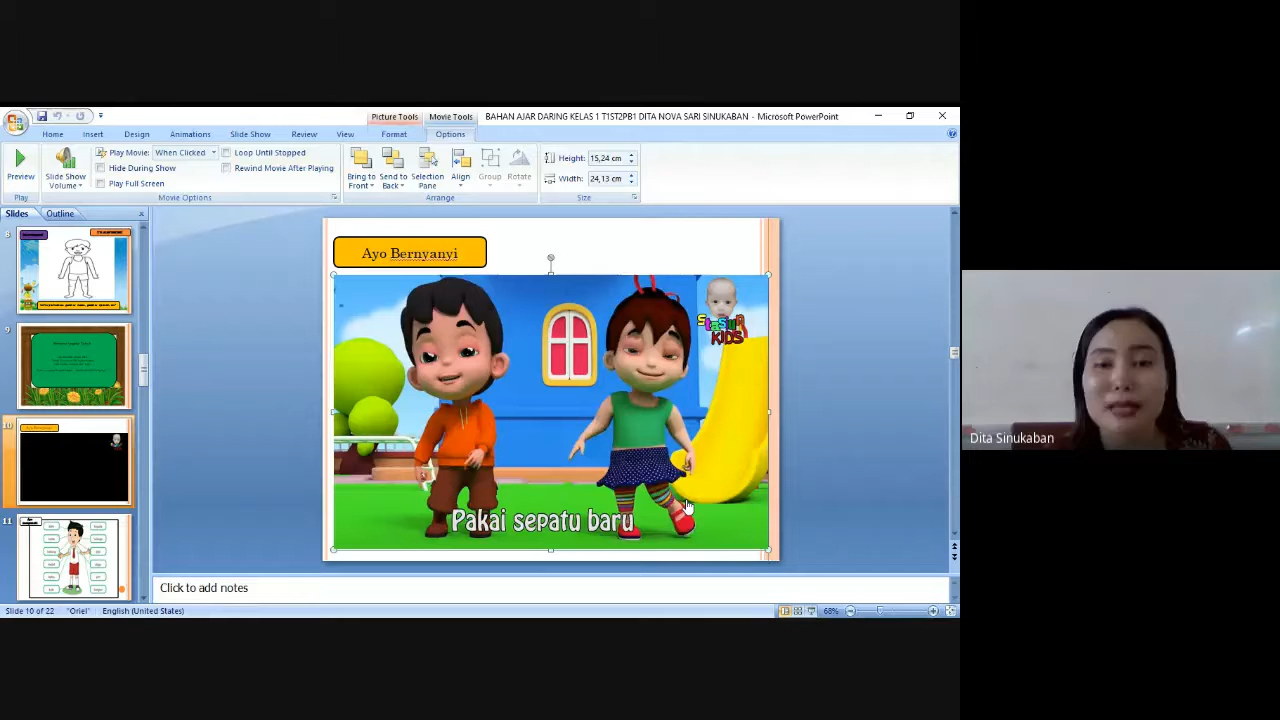 Picture Tools
Movie Tools
BAHAN AJAR DARING KELAS 1 T1ST2PB1 DITA NOVA SARI SINUKABAN - Microsoft PowerPoint
Home
Insert
Design
Animations
Slide Show
Review
View
Format
Options
Preview
Slide Show Volume
Play Movie: When Clicked
Hide During Show
Play Full Screen
Loop Until Stopped
Rewind Movie After Playing
Bring to Front
Send to Back
Selection Pane
Align
Group
Rotate
Height: 15,24 cm
Width: 24,13 cm
Play
Movie Options
Arrange
Size
Slides
Outline
8
9
10
11
Ayo Bernyanyi
KIDS
Pakai sepatu baru
Click to add notes
Slide 10 of 22
"Oriel"
English (United States)
68%
Dita Sinukaban